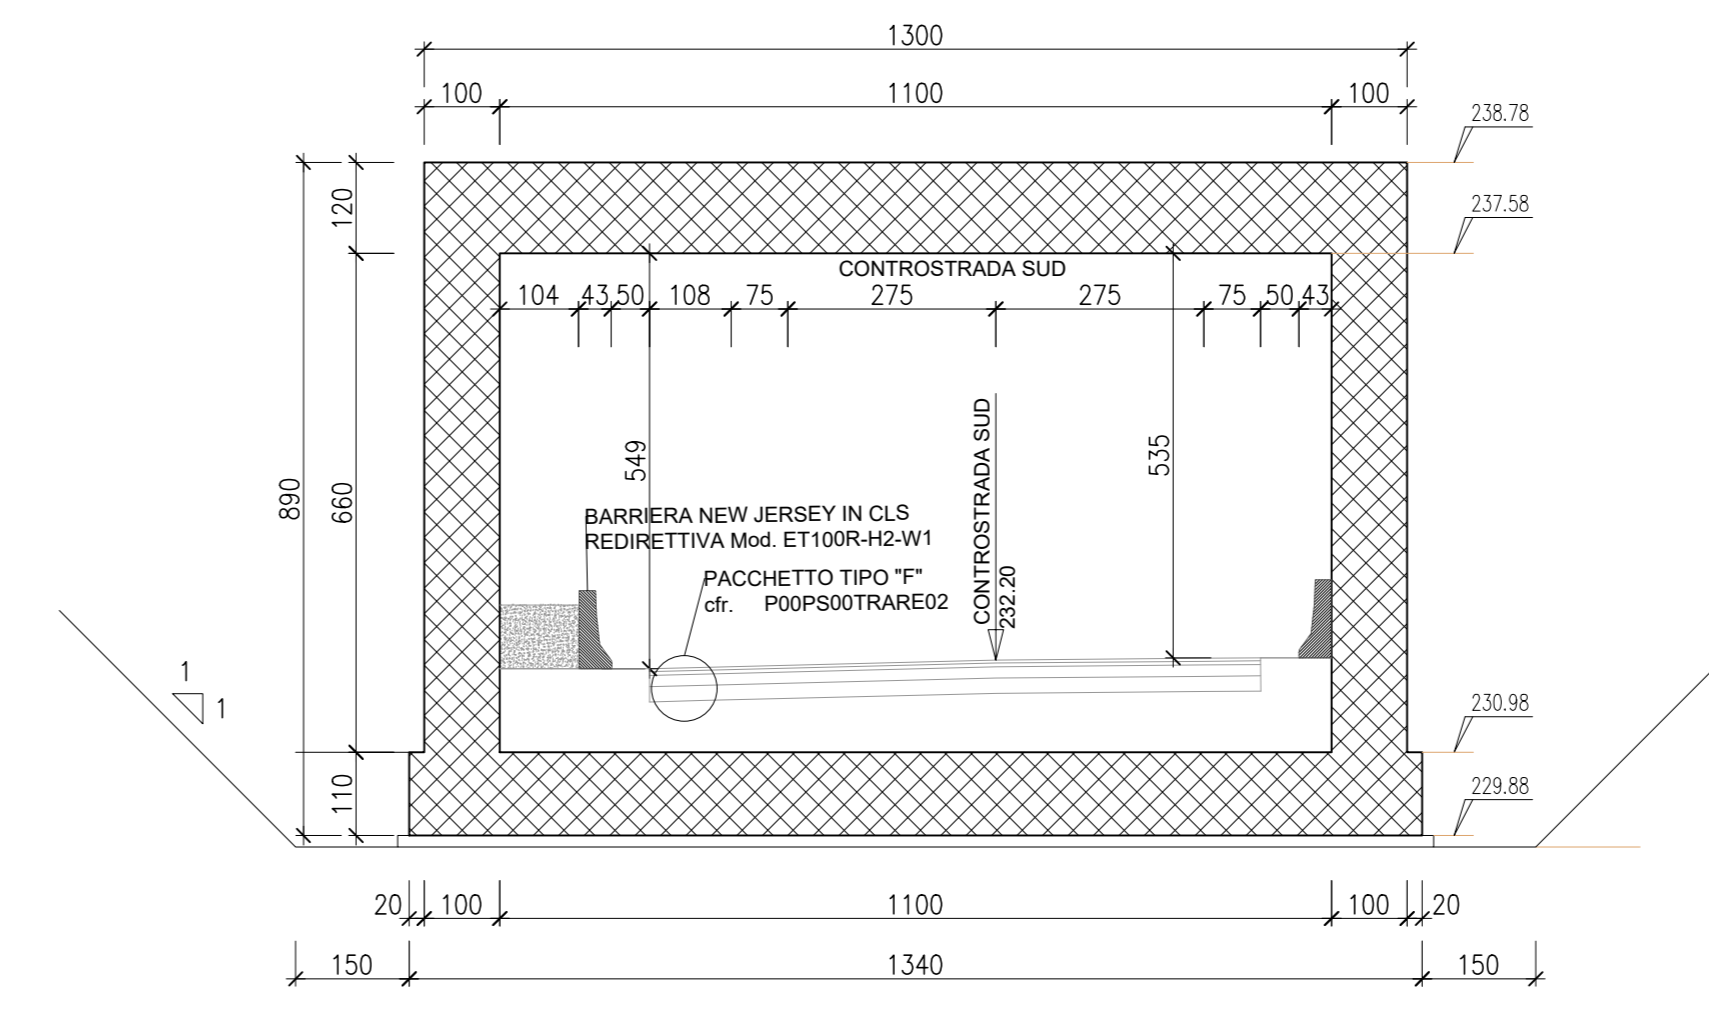 1300
100 1100 100
238.78
120
237.58
CONTROSTRADA SUD
104 43 50 108 75 275 275 75 50 43
CONTROSTRADA SUD
232.20
549
535
890
660
BARRIERA NEW JERSEY IN CLS
REDIRETTIVA Mod. ET100R-H2-W1
PACCHETTO TIPO "F"
cfr. P00PS00TRARE02
1
1
230.98
110
229.88
20 100 1100 100 20
150 1340 150